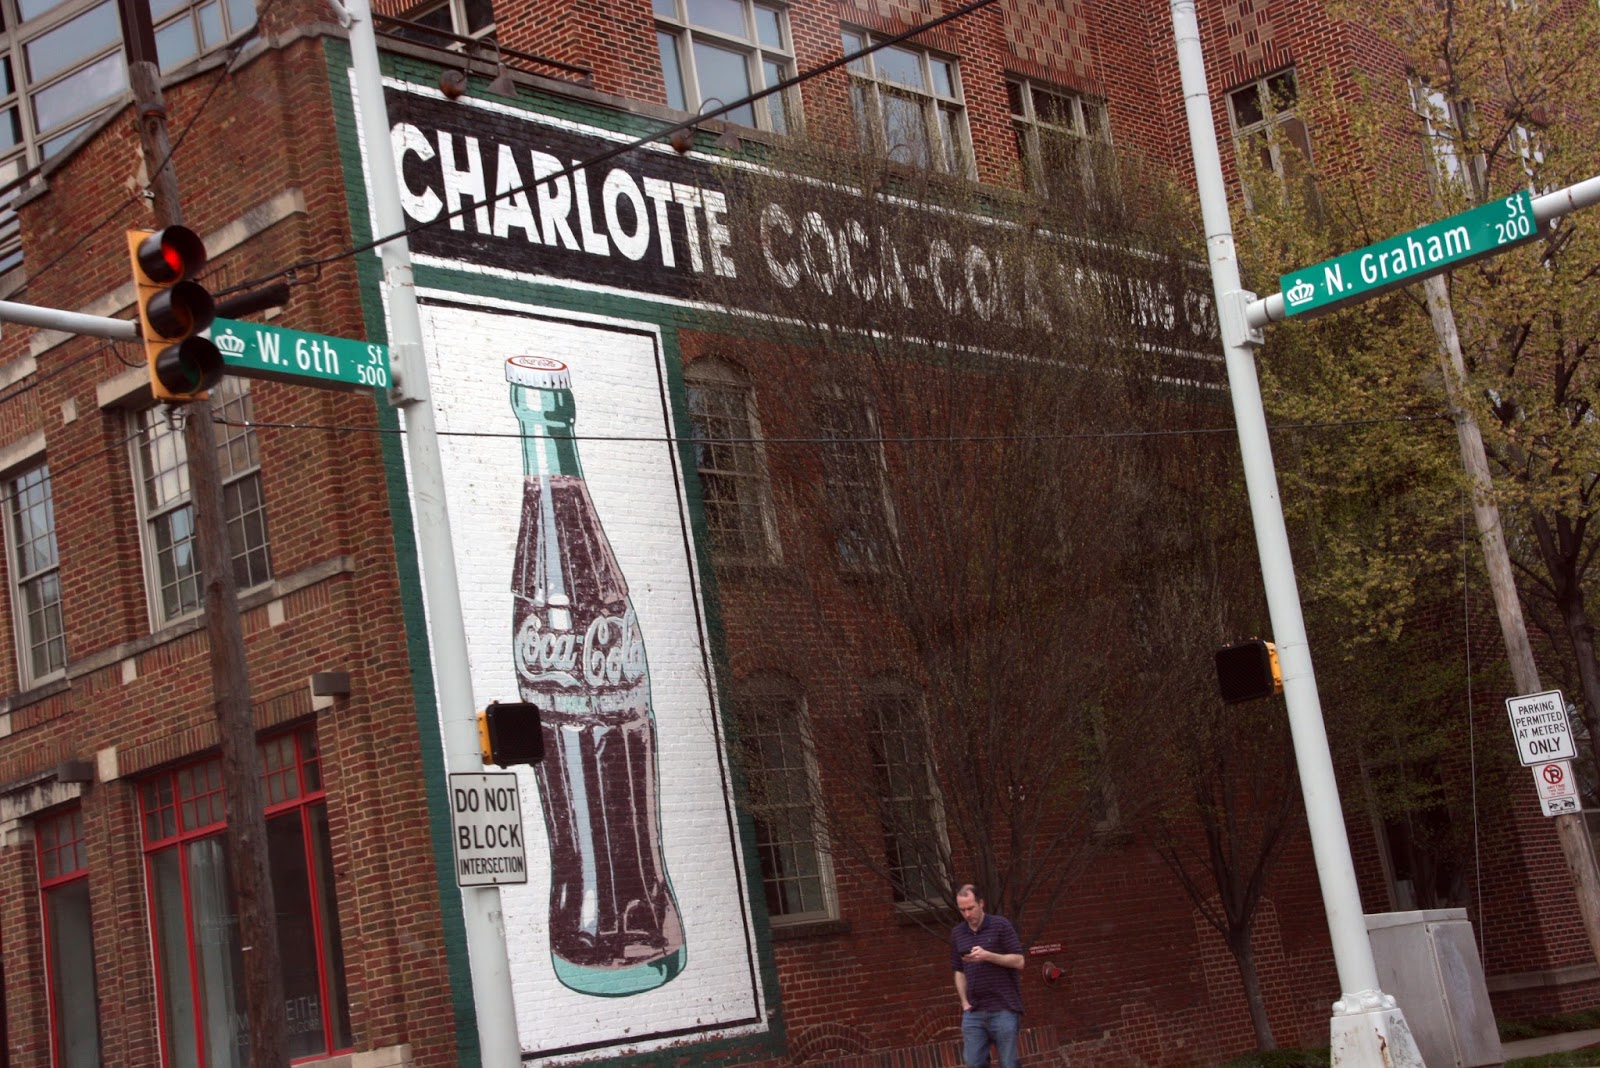 CHARLOTTE COCA-COLA
N. Graham St
200
W. 6th St
500
Coca-Cola
DO NOT
BLOCK
INTERSECTION
PARKING
PERMITTED
AT METERS
ONLY